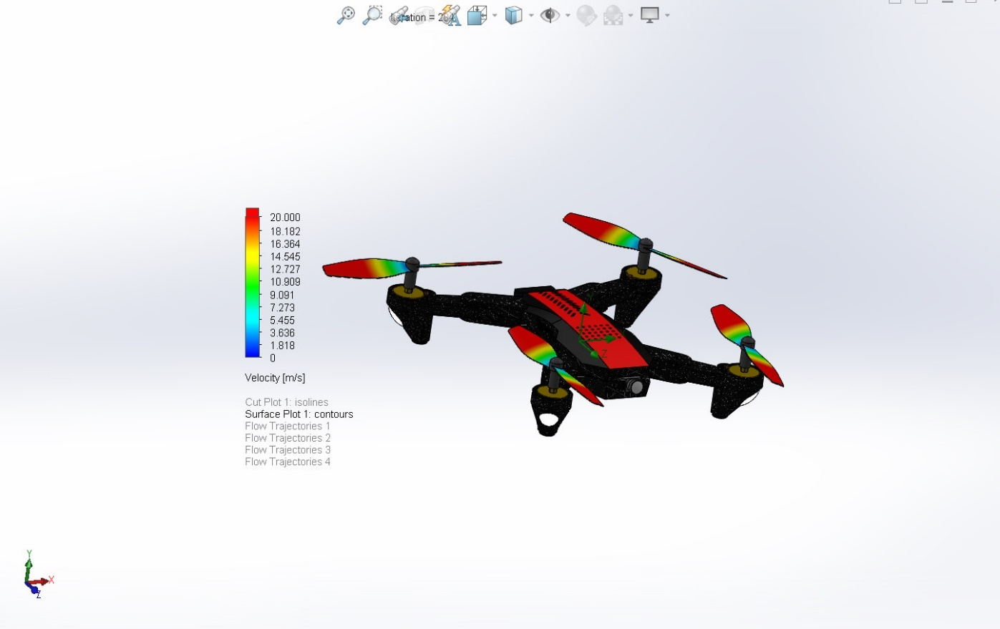 Iteration =
20.000
18.182
16.364
14.545
12.727
10.909
9.091
7.273
5.455
3.636
1.818
0
Velocity [m/s]
Cut Plot 1: isolines
Surface Plot 1: contours
Flow Trajectories 1
Flow Trajectories 2
Flow Trajectories 3
Flow Trajectories 4
Z
Y
X
Z